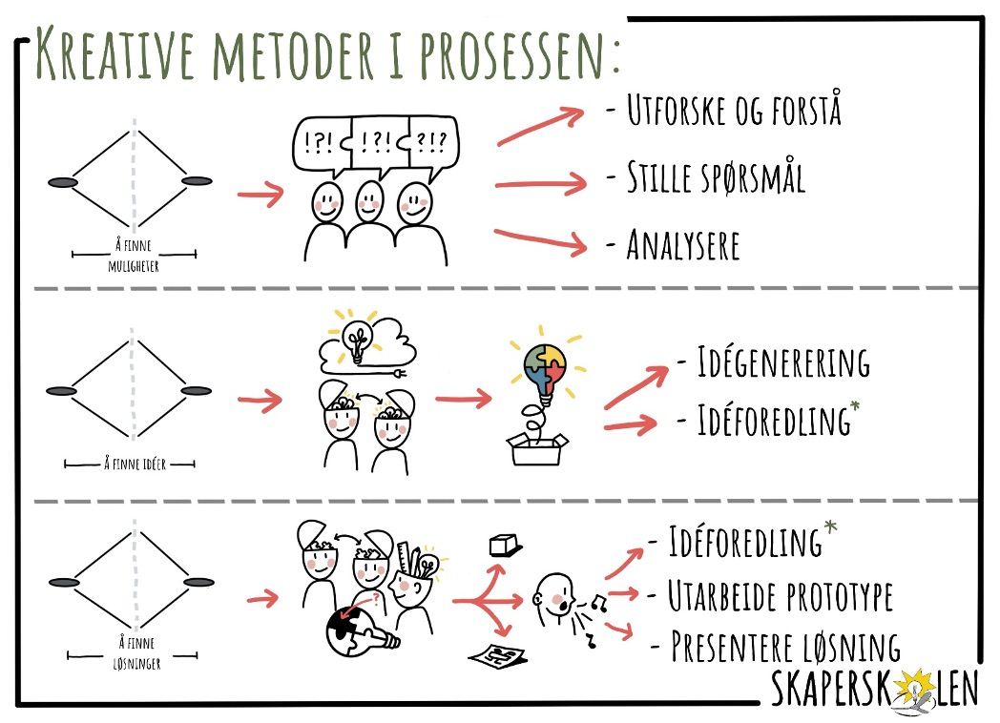 Kreative metoder i prosessen:
- Utforske og forstå
!?! !?! ?!?
- Stille spørsmål
Å finne
muligheter
- Analysere
- Idégenerering
- Idéforedling*
Å finne idéer
- Idéforedling*
?
- Utarbeide prototype
Å finne
løsninger
- Presentere løsning
SKAPERSKOLEN